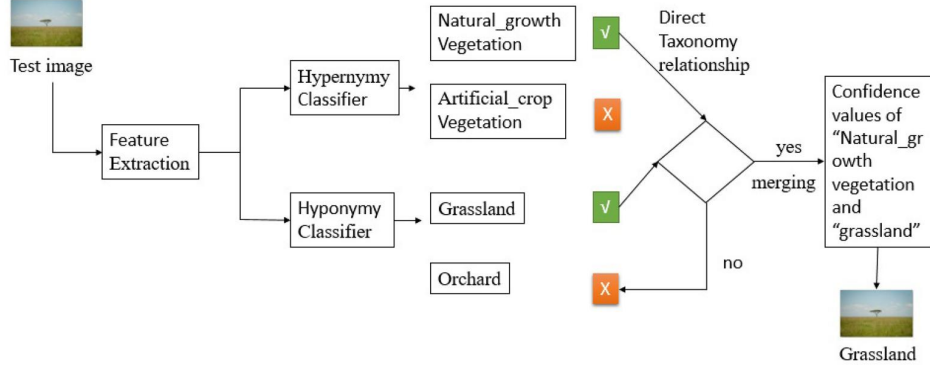 Test image
Feature
Extraction
Hypernymy
Classifier
Hyponymy
Classifier
Natural_growth
Vegetation
√
Artificial_crop
Vegetation
X
Grassland
√
Orchard
X
Direct
Taxonomy
relationship
yes
merging
no
Confidence
values of
“Natural_gr
owth
vegetation
and
“grassland”
Grassland